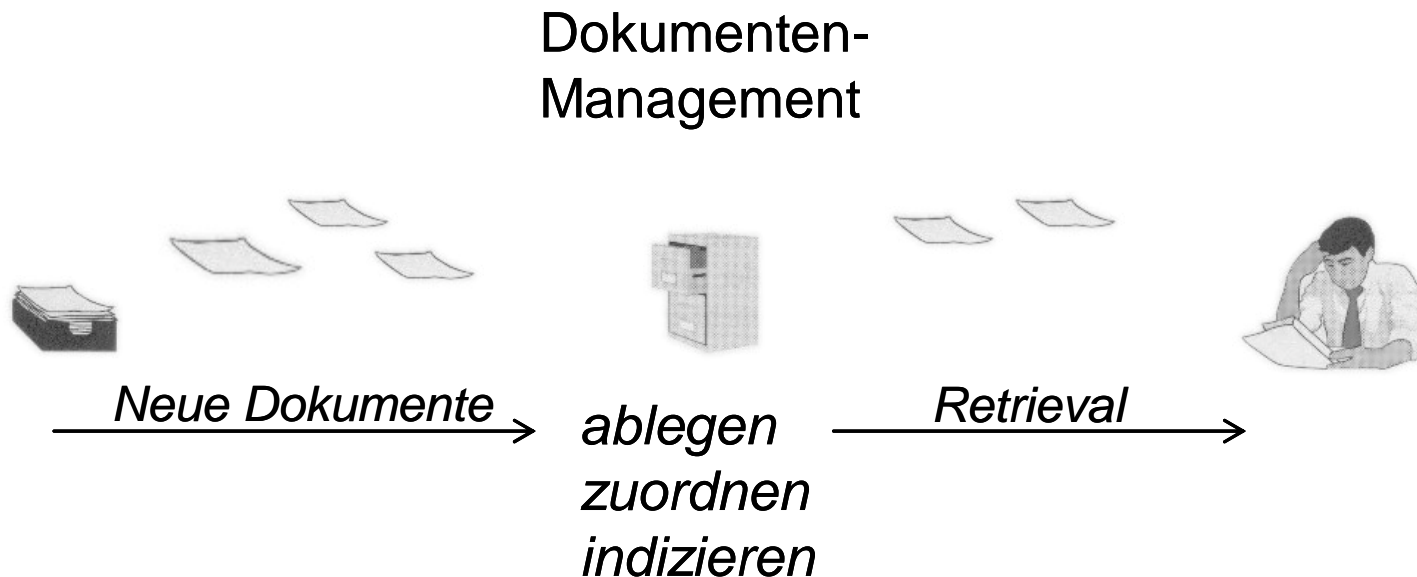 Dokumenten-
Management
Neue Dokumente
ablegen
zuordnen
indizieren
Retrieval